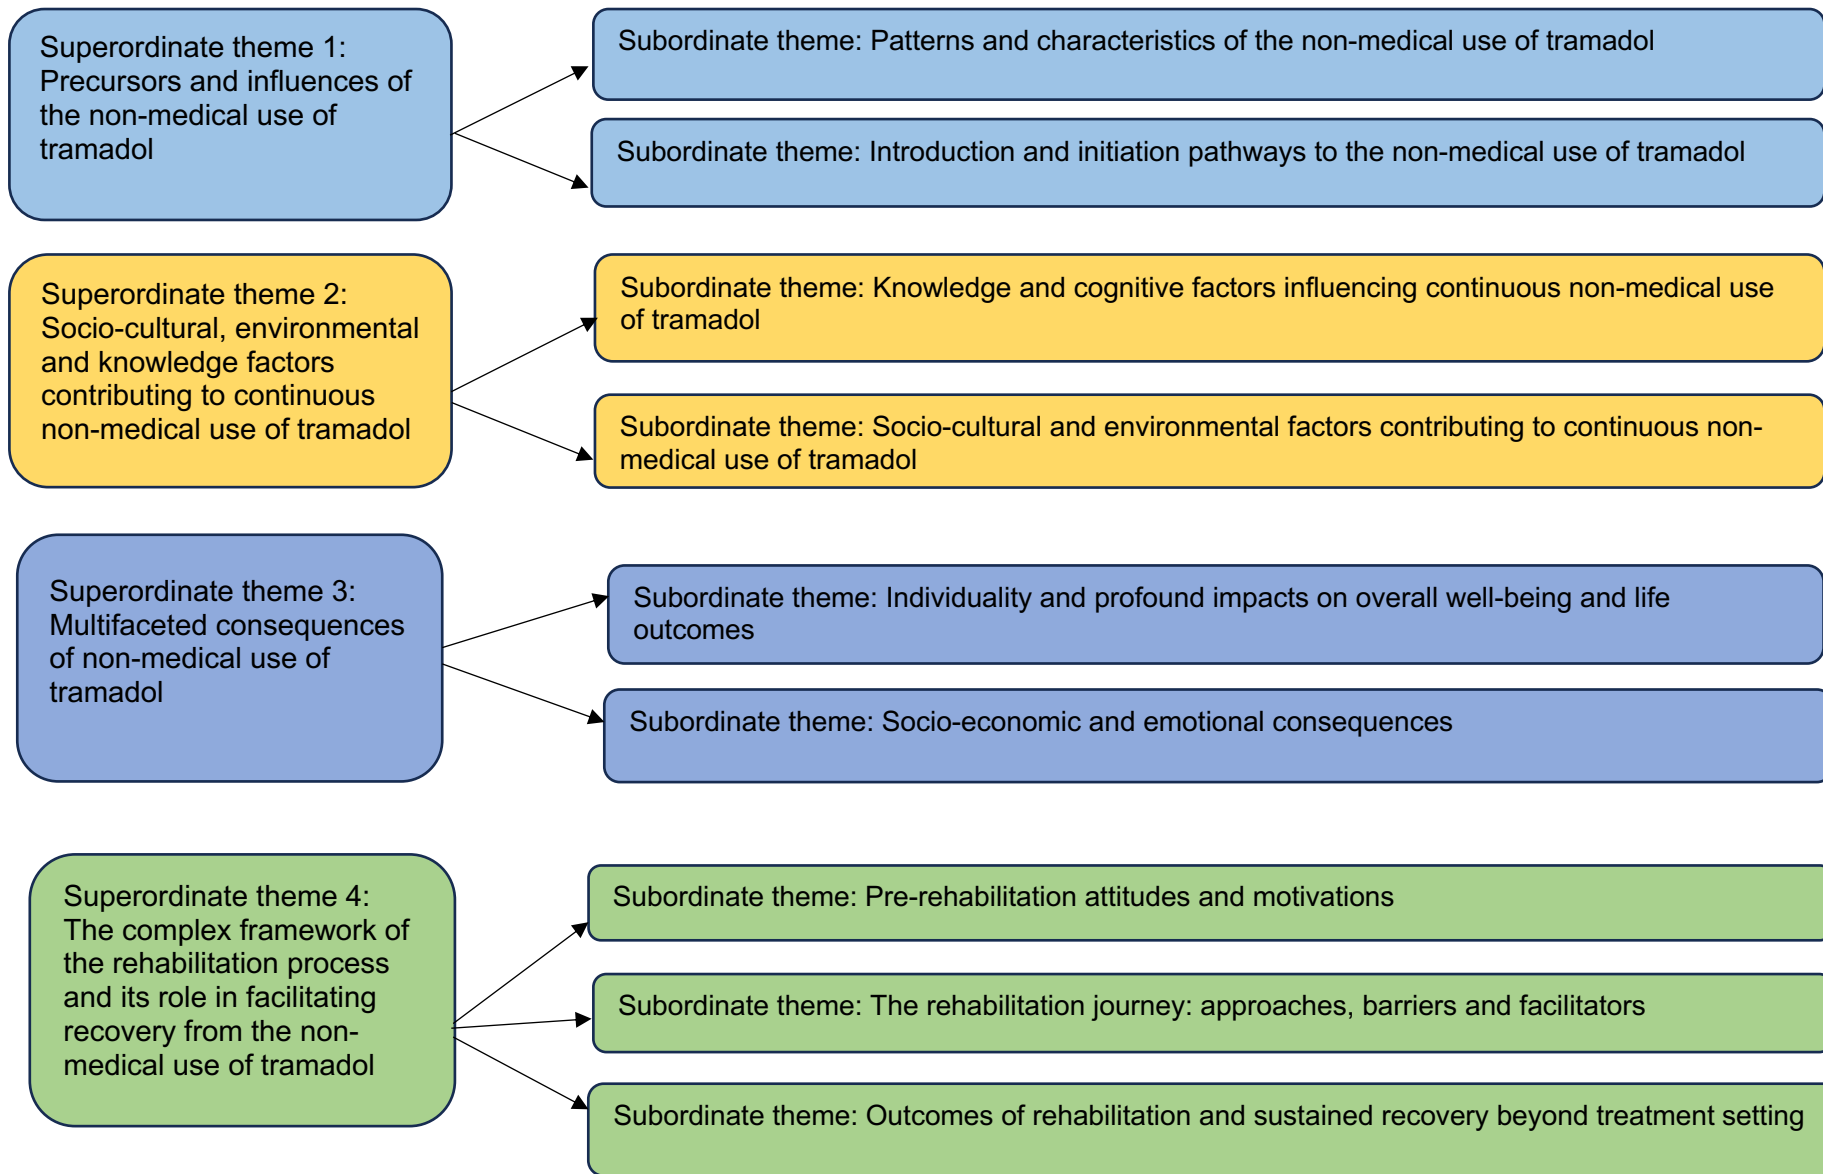 Superordinate theme 1:
Precursors and influences of
the non-medical use of
tramadol
Subordinate theme: Patterns and characteristics of the non-medical use of tramadol
Subordinate theme: Introduction and initiation pathways to the non-medical use of tramadol
Superordinate theme 2:
Socio-cultural, environmental
and knowledge factors
contributing to continuous
non-medical use of tramadol
Subordinate theme: Knowledge and cognitive factors influencing continuous non-medical use
of tramadol
Subordinate theme: Socio-cultural and environmental factors contributing to continuous non-
medical use of tramadol
Superordinate theme 3:
Multifaceted consequences
of non-medical use of
tramadol
Subordinate theme: Individuality and profound impacts on overall well-being and life
outcomes
Subordinate theme: Socio-economic and emotional consequences
Superordinate theme 4:
The complex framework of
the rehabilitation process
and its role in facilitating
recovery from the non-
medical use of tramadol
Subordinate theme: Pre-rehabilitation attitudes and motivations
Subordinate theme: The rehabilitation journey: approaches, barriers and facilitators
Subordinate theme: Outcomes of rehabilitation and sustained recovery beyond treatment setting